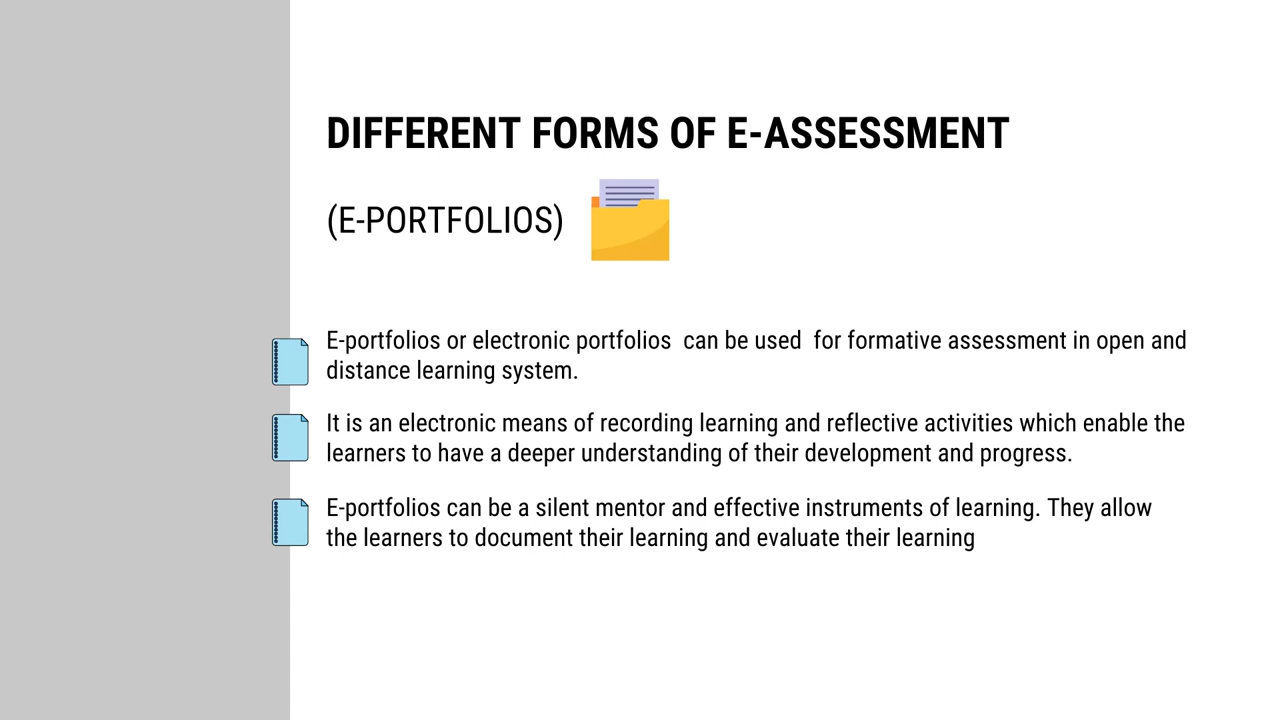 DIFFERENT FORMS OF E-ASSESSMENT
(E-PORTFOLIOS)
E-portfolios or electronic portfolios  can be used  for formative assessment in open and
distance learning system.
It is an electronic means of recording learning and reflective activities which enable the
learners to have a deeper understanding of their development and progress.
E-portfolios can be a silent mentor and effective instruments of learning. They allow
the learners to document their learning and evaluate their learning